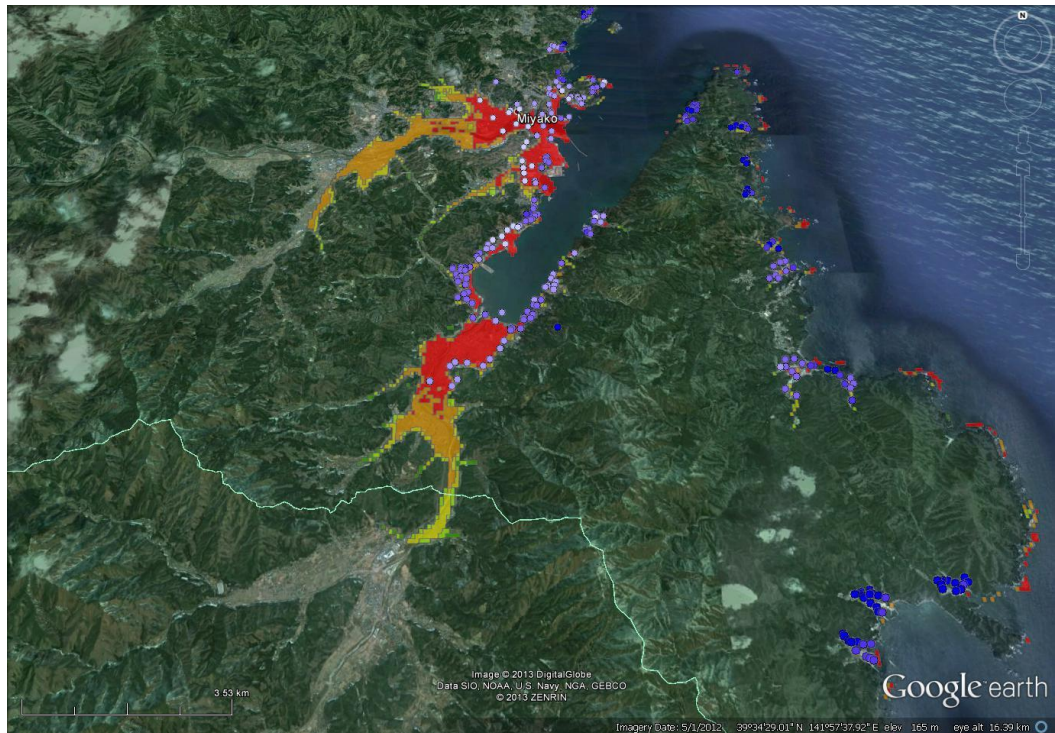 N
Miyako
Image © 2013 DigitalGlobe
Data SIO, NOAA, U.S. Navy, NGA, GEBCO
© 2013 ZENRIN
3.53 km
Google earth
Imagery Date: 5/1/2012 39°34'29.01" N 141°57'37.92" E elev 165 m eye alt 16.39 km